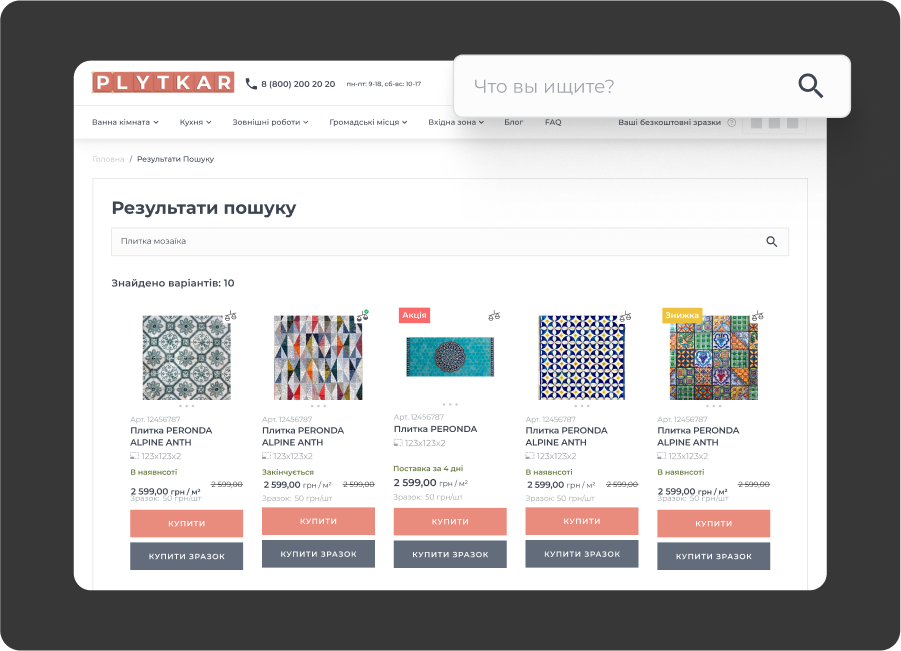 PLYTKAR
8 (800) 200 20 20
пн-пт: 9-18, сб-вс: 10-17
Что вы ищите?
Ванна кімната
Кухня
Зовнішні роботи
Громадські місця
Вхідна зона
Блог
FAQ
Ваші безкоштовні зразки
Головна / Результати Пошуку
Результати пошуку
Плитка мозаїка
Знайдено варіантів: 10
Арт. 12456787
Плитка PERONDA
ALPINE ANTH
123x123x2
В наявності
2 599,00 грн / м²
2 599,00
Зразок: 50 грн/шт
КУПИТИ
КУПИТИ ЗРАЗОК
Арт. 12456787
Плитка PERONDA
ALPINE ANTH
123x123x2
Закінчується
2 599,00 грн / м²
2 599,00
Зразок: 50 грн/шт
КУПИТИ
КУПИТИ ЗРАЗОК
Акція
Арт. 12456787
Плитка PERONDA
123x123x2
Поставка за 4 дні
2 599,00 грн / м²
Зразок: 50 грн/шт
КУПИТИ
КУПИТИ ЗРАЗОК
Арт. 12456787
Плитка PERONDA
ALPINE ANTH
123x123x2
В наявності
2 599,00 грн / м²
2 599,00
Зразок: 50 грн/шт
КУПИТИ
КУПИТИ ЗРАЗОК
Знижка
Арт. 12456787
Плитка PERONDA
ALPINE ANTH
123x123x2
В наявності
2 599,00 грн / м²
2 599,00
Зразок: 50 грн/шт
КУПИТИ
КУПИТИ ЗРАЗОК